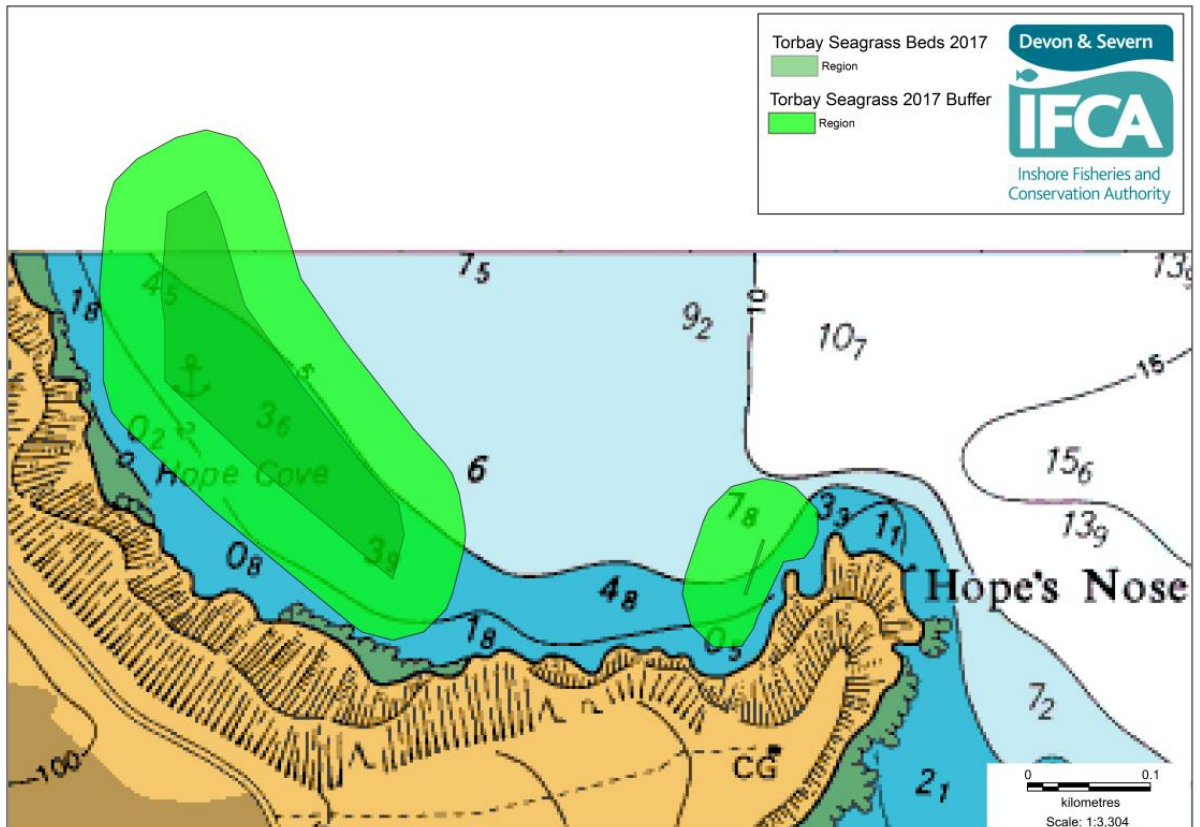 Torbay Seagrass Beds 2017
Region
Torbay Seagrass 2017 Buffer
Region
Devon & Severn
IFCA
Inshore Fisheries and
Conservation Authority
7₅
13₉
1₈
4₅
9₂
10
10₇
15
3₆
0₂
Hope Cove
6
15₆
7₈
3₃
1₁
13₉
3₉
0₈
4₈
Hope's Nose
1₈
0₅
7₂
100
CG
2₁
0 0.1
kilometres
Scale: 1:3.304